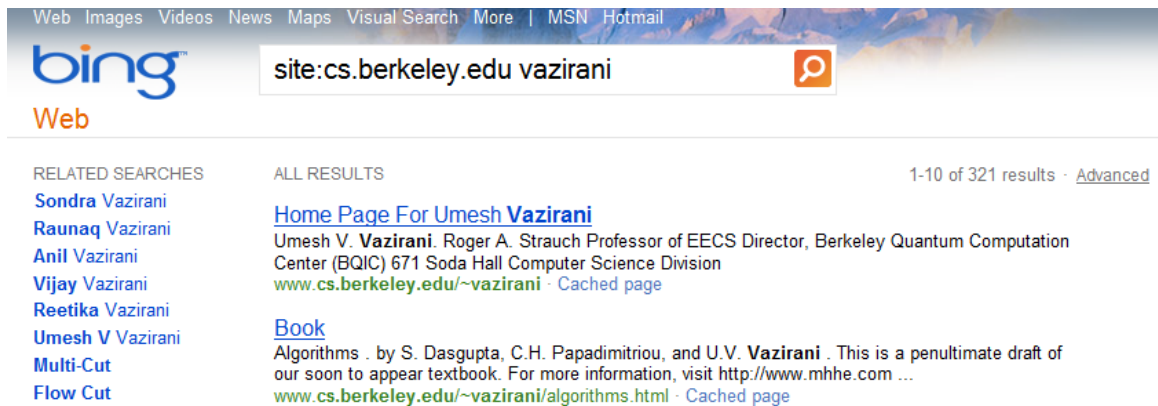 Web Images Videos News Maps Visual Search More | MSN Hotmail
bing™
site:cs.berkeley.edu vazirani
Web
RELATED SEARCHES
Sondra Vazirani
Raunaq Vazirani
Anil Vazirani
Vijay Vazirani
Reetika Vazirani
Umesh V Vazirani
Multi-Cut
Flow Cut
ALL RESULTS
1-10 of 321 results · Advanced
Home Page For Umesh Vazirani
Umesh V. Vazirani. Roger A. Strauch Professor of EECS Director, Berkeley Quantum Computation
Center (BQIC) 671 Soda Hall Computer Science Division
www.cs.berkeley.edu/~vazirani · Cached page
Book
Algorithms . by S. Dasgupta, C.H. Papadimitriou, and U.V. Vazirani . This is a penultimate draft of
our soon to appear textbook. For more information, visit http://www.mhhe.com ...
www.cs.berkeley.edu/~vazirani/algorithms.html · Cached page